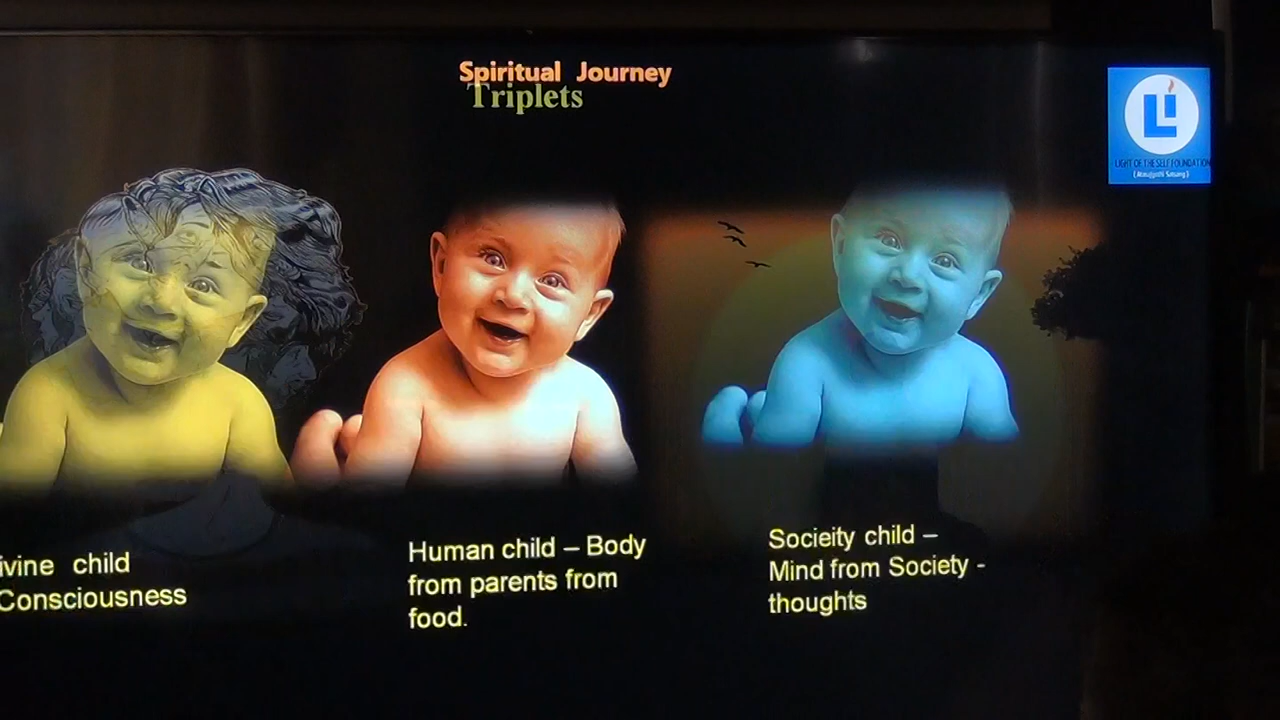 Spiritual Journey
Triplets
LIGHT OF THE SELF FOUNDATION
ivine child
Consciousness
Human child – Body
from parents from
food.
Socieity child –
Mind from Society -
thoughts